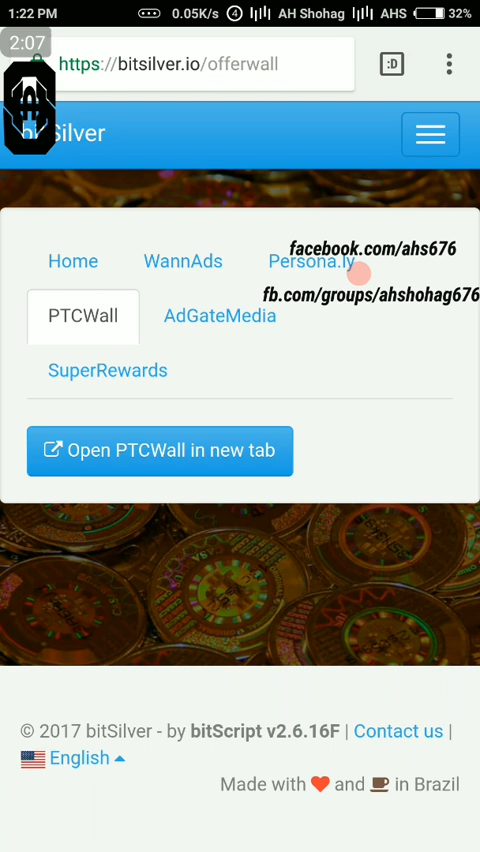 1:22 PM 0.05K/s 4 AH Shohag AHS 32%
2:07
https://bitsilver.io/offerwall :D
bitSilver
facebook.com/ahs676
Home WannAds Persona.ly
fb.com/groups/ahshohag676
PTCWall AdGateMedia
SuperRewards
Open PTCWall in new tab
© 2017 bitSilver - by bitScript v2.6.16F | Contact us |
English
Made with and in Brazil